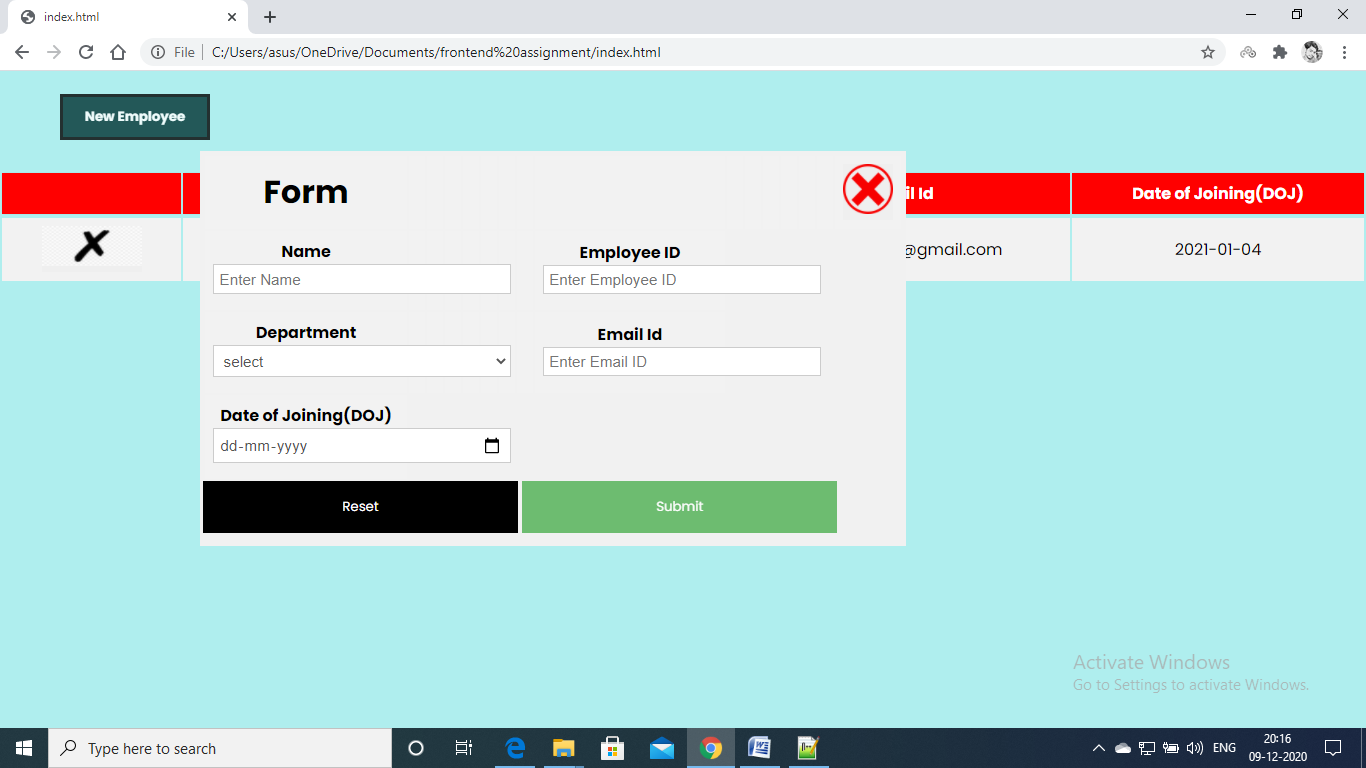 index.html
File C:/Users/asus/OneDrive/Documents/frontend%20assignment/index.html
New Employee
Form
Id Date of Joining(DOJ)
@gmail.com 2021-01-04
Name Employee ID
Enter Name Enter Employee ID
Department Email Id
select Enter Email ID
Date of Joining(DOJ)
dd-mm-yyyy
Reset Submit
Activate Windows
Go to Settings to activate Windows.
Type here to search
ENG 20:16
09-12-2020